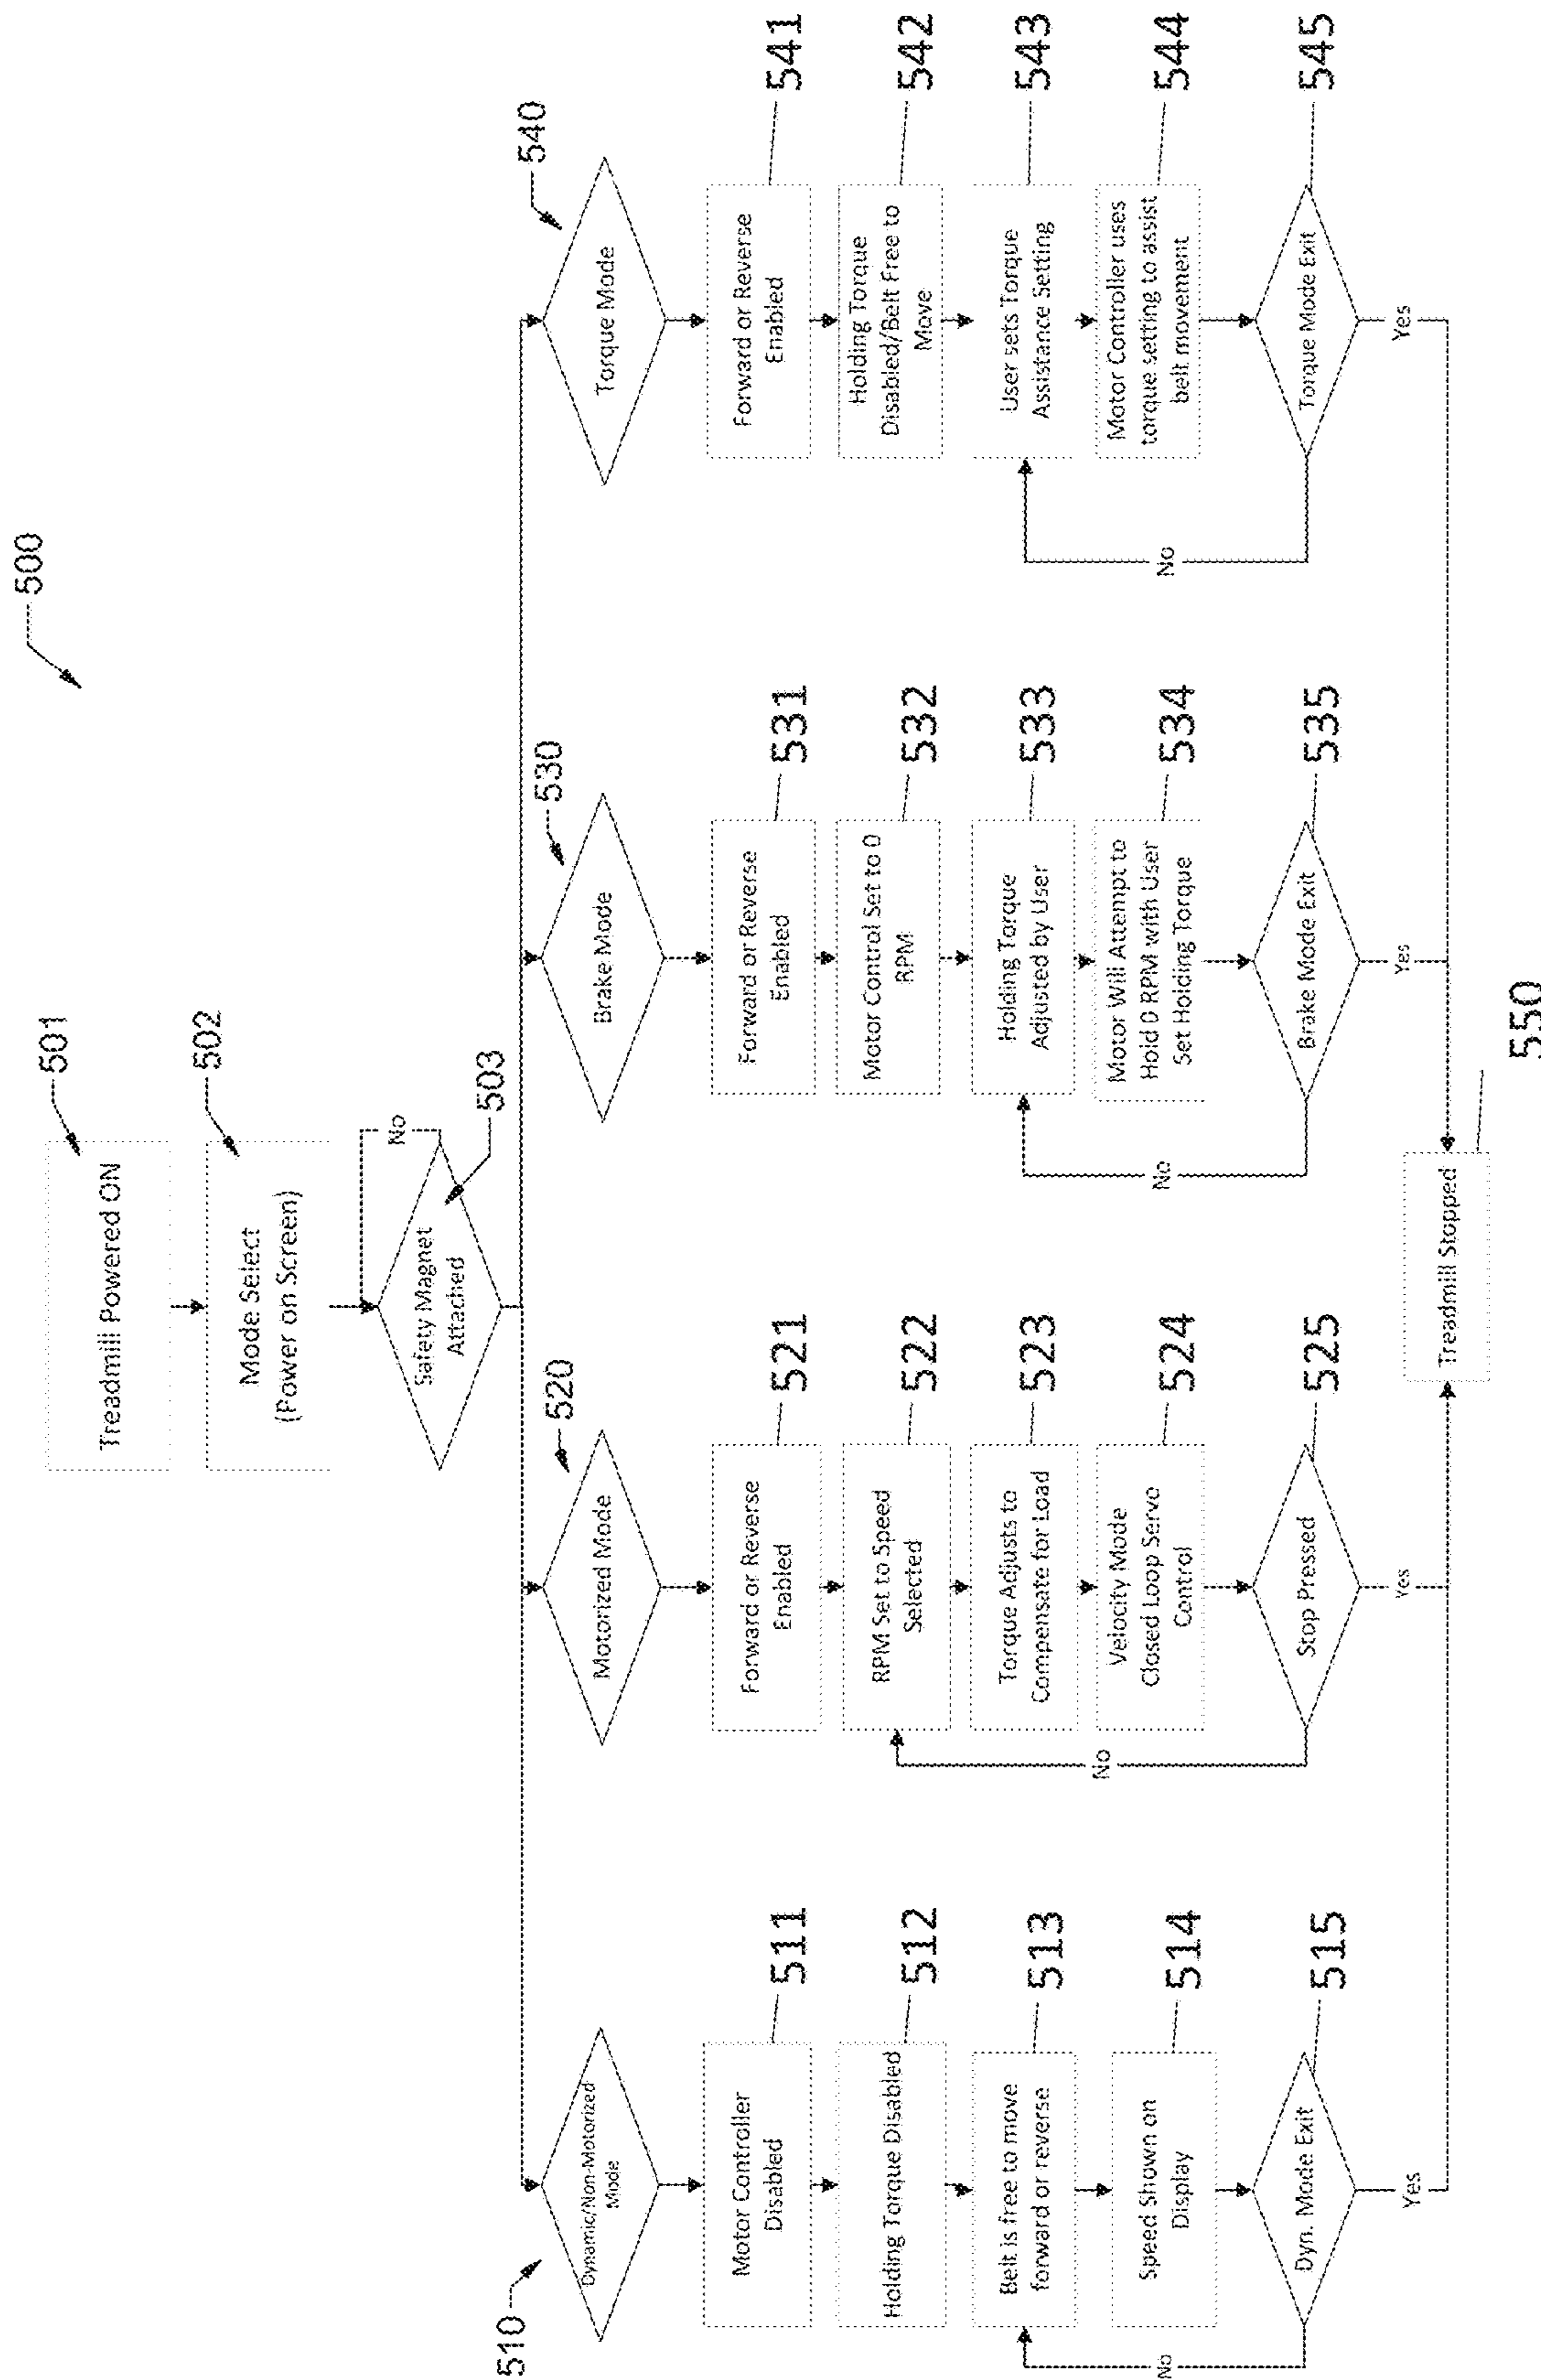 500
Treadmill Powered ON
501
Mode Select
(Power on Screen)
502
Safety Magnet
Attached
503
No
510
Dynamic/Non-Motorized
Mode
Motor Controller
Disabled
511
Holding Torque Disabled
512
Belt is free to move
forward or reverse
513
Speed Shown on
Display
514
Dyn. Mode Exit
515
No
Yes
520
Motorized Mode
Forward or Reverse
Enabled
521
RPM Set to Speed
Selected
522
Torque Adjusts to
Compensate for Load
523
Velocity Mode
Closed Loop Servo
Control
524
Stop Pressed
525
No
Yes
530
Brake Mode
Forward or Reverse
Enabled
531
Motor Control Set to 0
RPM
532
Holding Torque
Adjusted by User
533
Motor Will Attempt to
Hold 0 RPM with User
Set Holding Torque
534
Brake Mode Exit
535
No
Yes
540
Torque Mode
Forward or Reverse
Enabled
541
Holding Torque
Disabled/Belt Free to
Move
542
User sets Torque
Assistance Setting
543
Motor Controller uses
torque setting to assist
belt movement
544
Torque Mode Exit
545
No
Yes
Treadmill Stopped
550